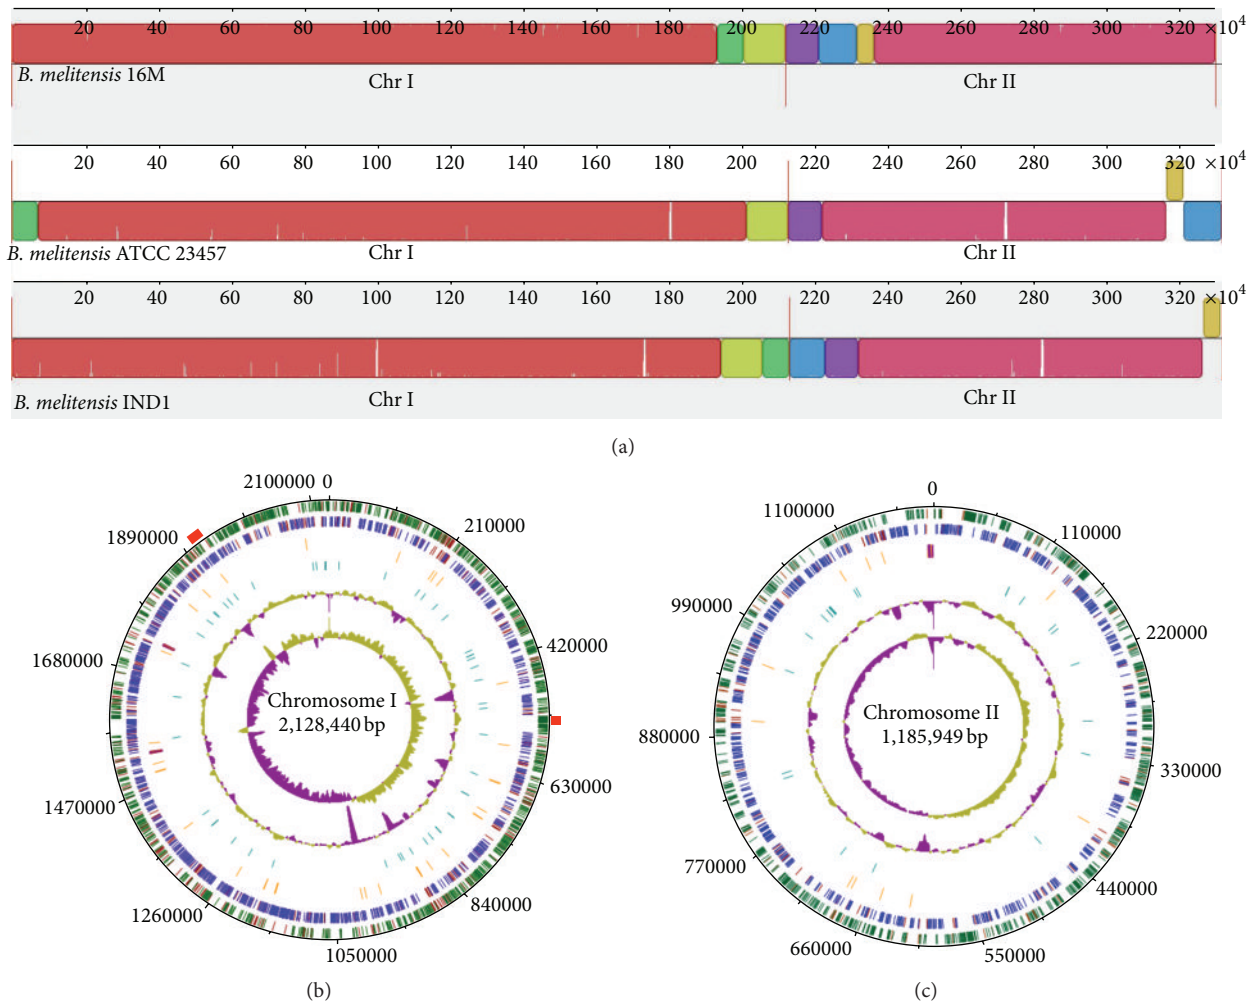 20 40 60 80 100 120 140 160 180 200 220 240 260 280 300 320 ×10⁴
B. melitensis 16M
Chr I
Chr II
20 40 60 80 100 120 140 160 180 200 220 240 260 280 300 320 ×10⁴
B. melitensis ATCC 23457
Chr I
Chr II
20 40 60 80 100 120 140 160 180 200 220 240 260 280 300 320 ×10⁴
B. melitensis IND1
Chr I
Chr II
(a)
0
210000
420000
630000
840000
1050000
1260000
1470000
1680000
1890000
2100000
Chromosome I
2,128,440 bp
(b)
0
110000
220000
330000
440000
550000
660000
770000
880000
990000
1100000
Chromosome II
1,185,949 bp
(c)